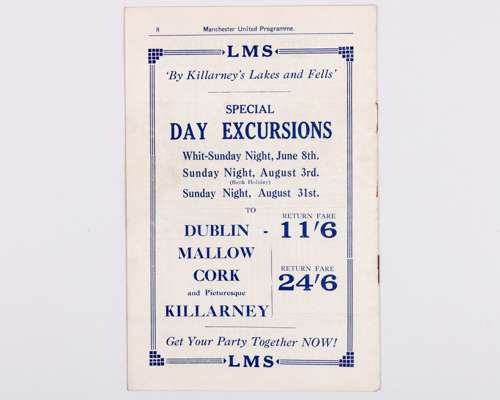 8 Manchester United Programme.
LMS
'By Killarney's Lakes and Fells'
SPECIAL
DAY EXCURSIONS
Whit-Sunday Night, June 8th.
Sunday Night, August 3rd.
(Bank Holiday)
Sunday Night, August 31st.
TO
RETURN FARE
DUBLIN - 11/6
MALLOW
CORK
RETURN FARE
24/6
and Picturesque
KILLARNEY
Get Your Party Together NOW!
LMS